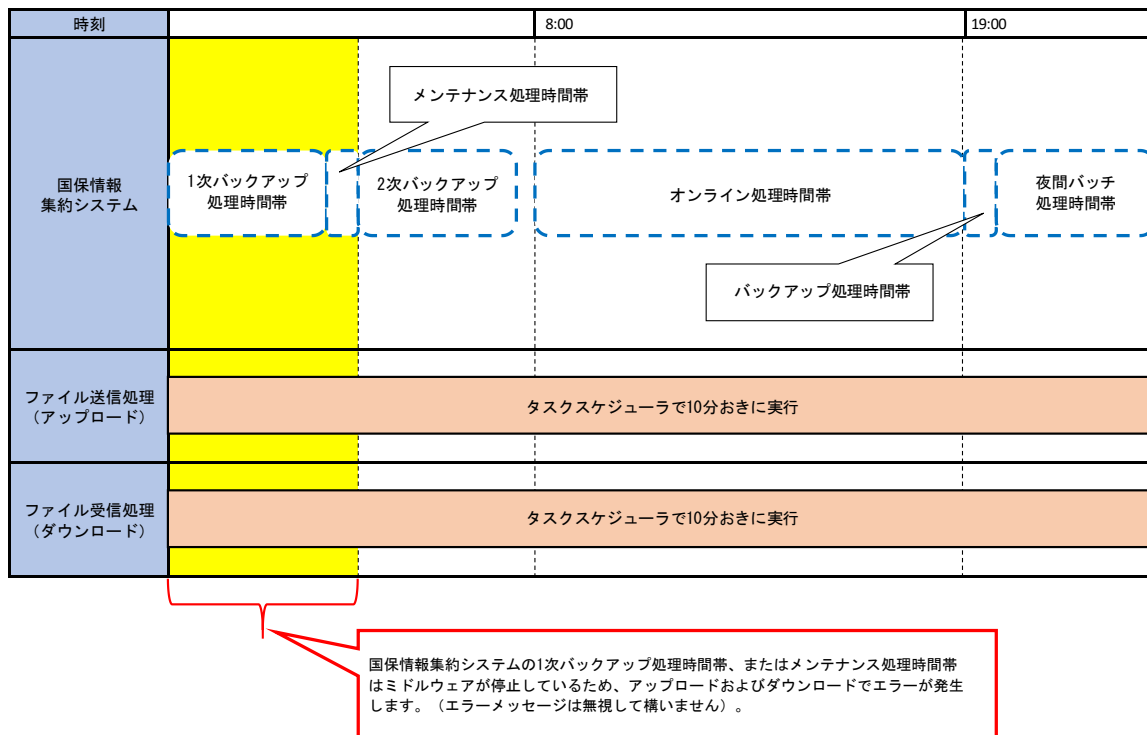 時刻
8:00
19:00
国保情報
集約システム
メンテナンス処理時間帯
1次バックアップ
処理時間帯
2次バックアップ
処理時間帯
オンライン処理時間帯
夜間バッチ
処理時間帯
バックアップ処理時間帯
ファイル送信処理
(アップロード)
タスクスケジューラで10分おきに実行
ファイル受信処理
(ダウンロード)
タスクスケジューラで10分おきに実行
国保情報集約システムの1次バックアップ処理時間帯、またはメンテナンス処理時間帯
はミドルウェアが停止しているため、アップロードおよびダウンロードでエラーが発生
します。(エラーメッセージは無視して構いません)。